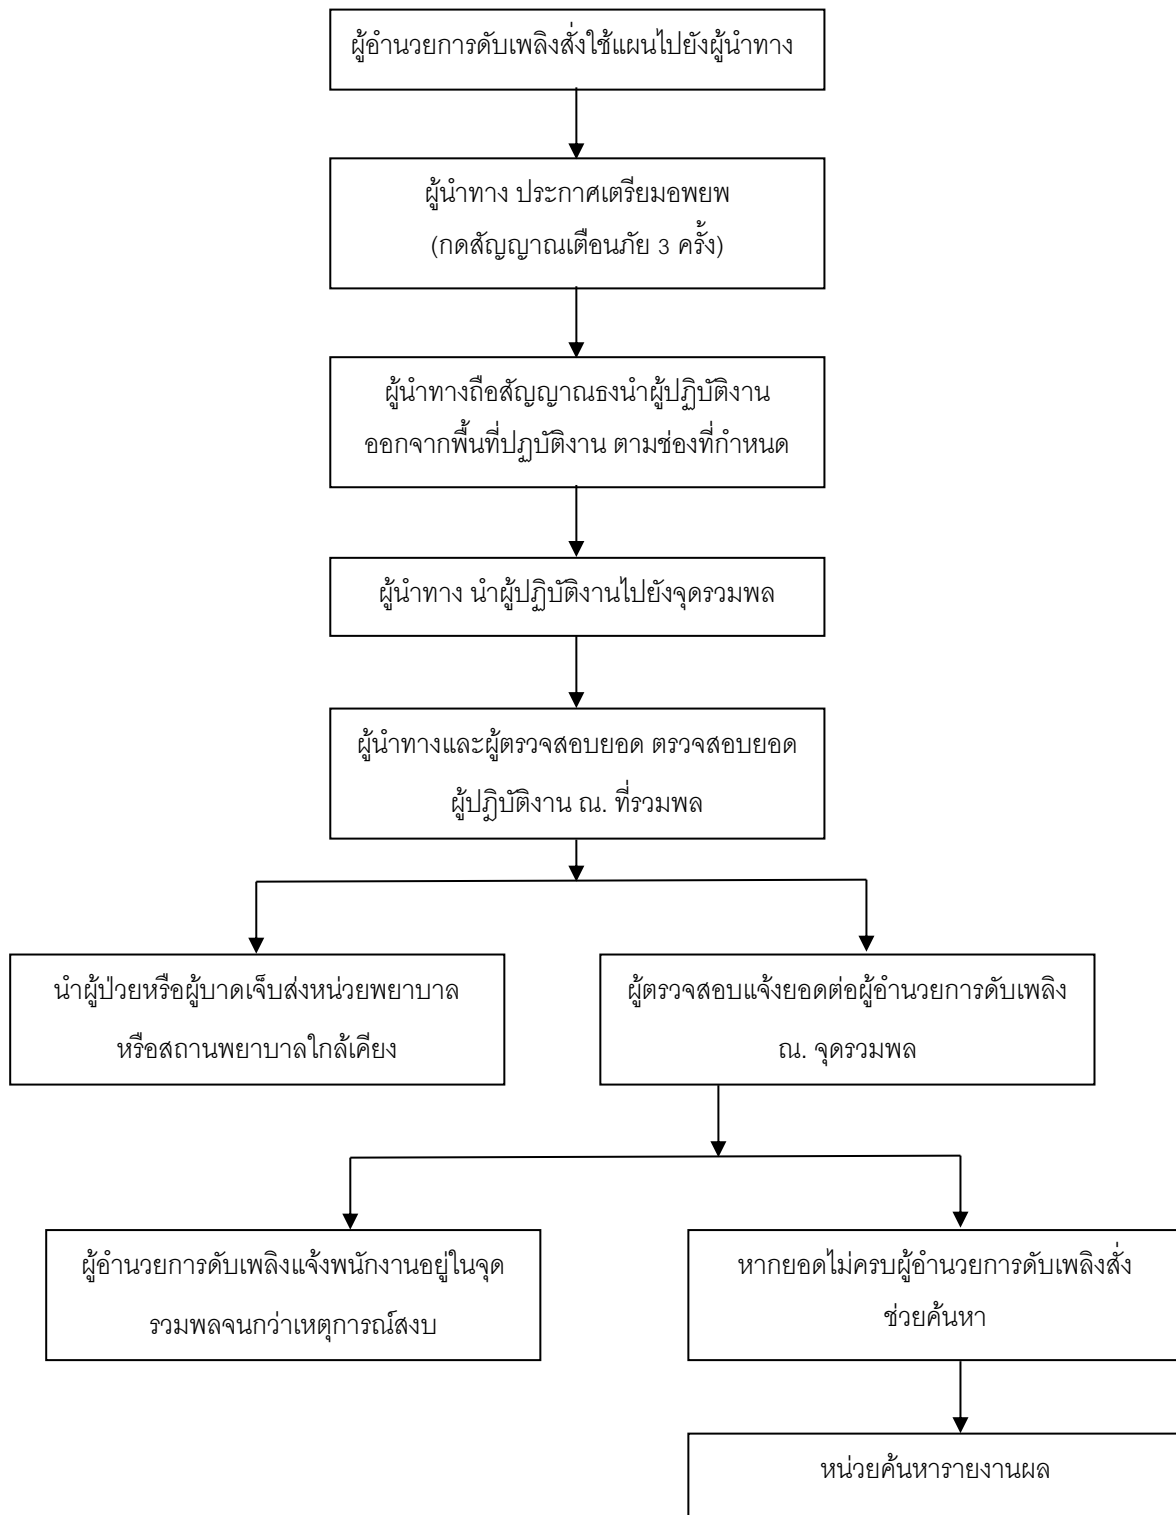 ผู้อำนวยการดับเพลิงสั่งใช้แผนไปยังผู้นำทาง
ผู้นำทาง ประกาศเตรียมอพยพ
(กดสัญญาณเตือนภัย 3 ครั้ง)
ผู้นำทางถือสัญญาณธงนำผู้ปฏิบัติงาน
ออกจากพื้นที่ปฏบัติงาน ตามช่องที่กำหนด
ผู้นำทาง นำผู้ปฏิบัติงานไปยังจุดรวมพล
ผู้นำทางและผู้ตรวจสอบยอด ตรวจสอบยอด
ผู้ปฏิบัติงาน ณ. ที่รวมพล
นำผู้ป่วยหรือผู้บาดเจ็บส่งหน่วยพยาบาล
หรือสถานพยาบาลใกล้เคียง
ผู้ตรวจสอบแจ้งยอดต่อผู้อำนวยการดับเพลิง
ณ. จุดรวมพล
ผู้อำนวยการดับเพลิงแจ้งพนักงานอยู่ในจุด
รวมพลจนกว่าเหตุการณ์สงบ
หากยอดไม่ครบผู้อำนวยการดับเพลิงสั่ง
ช่วยค้นหา
หน่วยค้นหารายงานผล